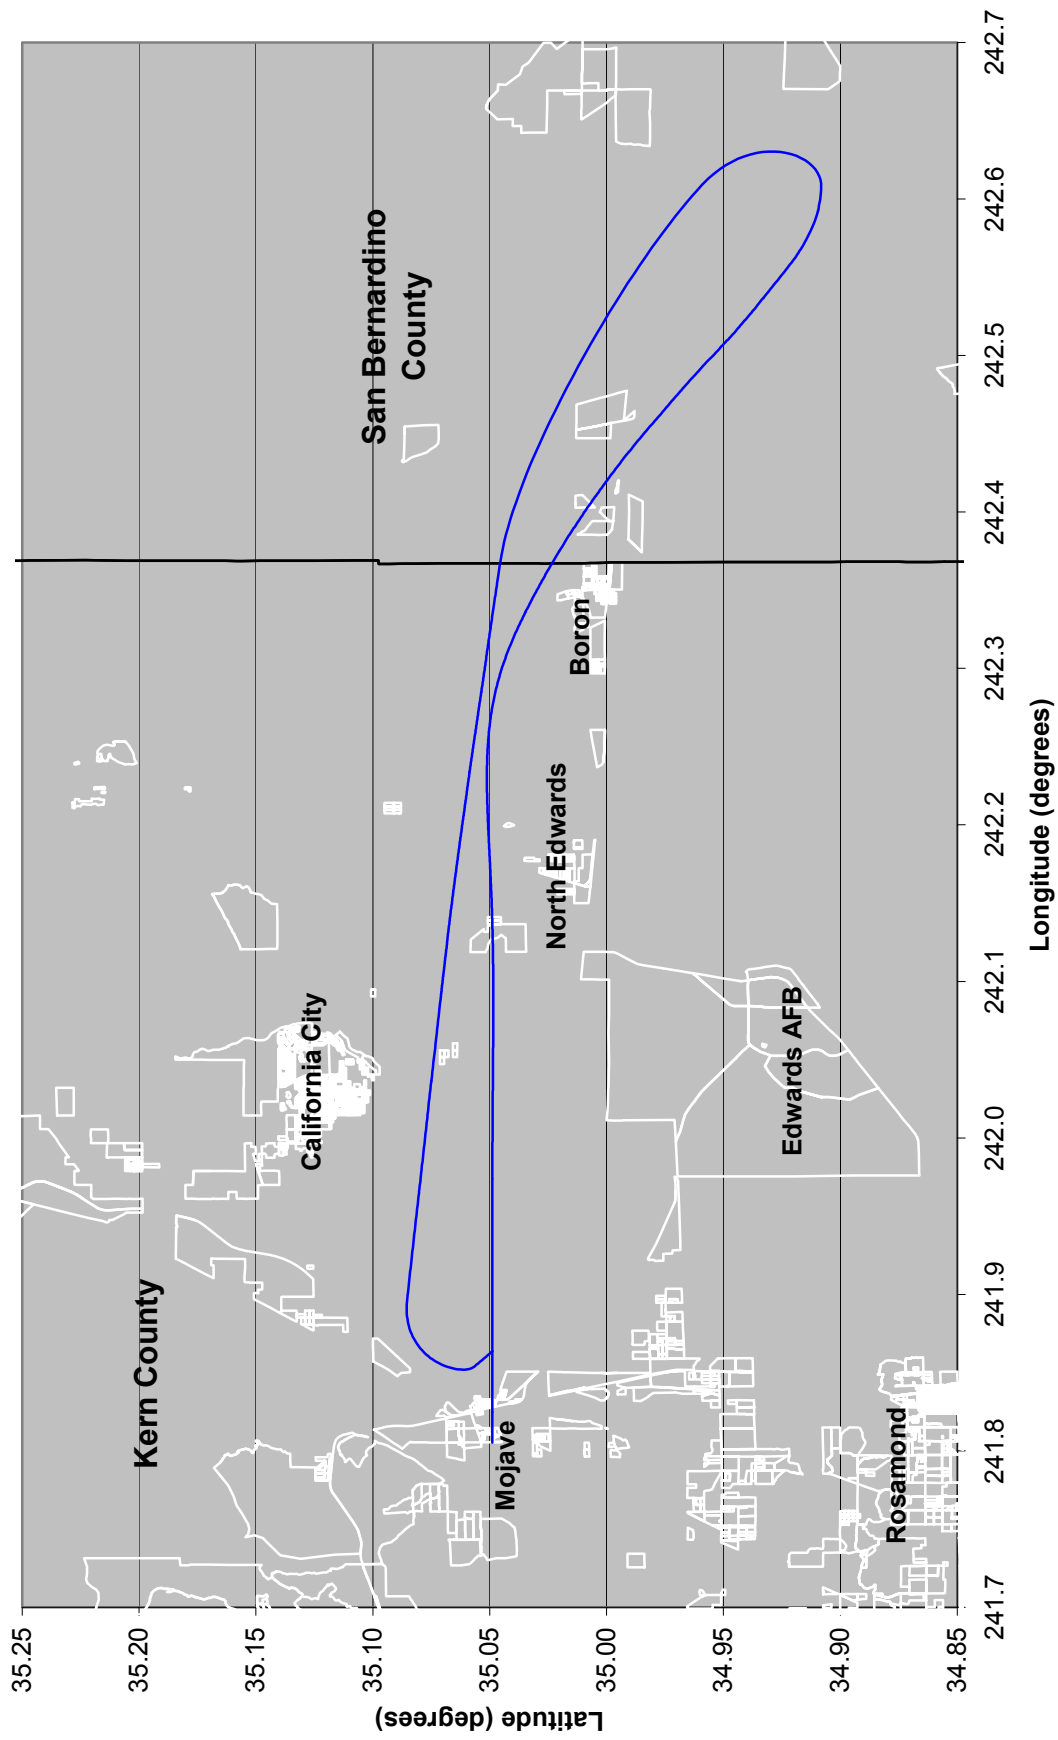 35.25
35.20
35.15
35.10
35.05
35.00
34.95
34.90
34.85
Latitude (degrees)
Kern County
San Bernardino
County
California City
Mojave
North Edwards
Boron
Edwards AFB
Rosamond
241.7
241.8
241.9
242.0
242.1
242.2
242.3
242.4
242.5
242.6
242.7
Longitude (degrees)